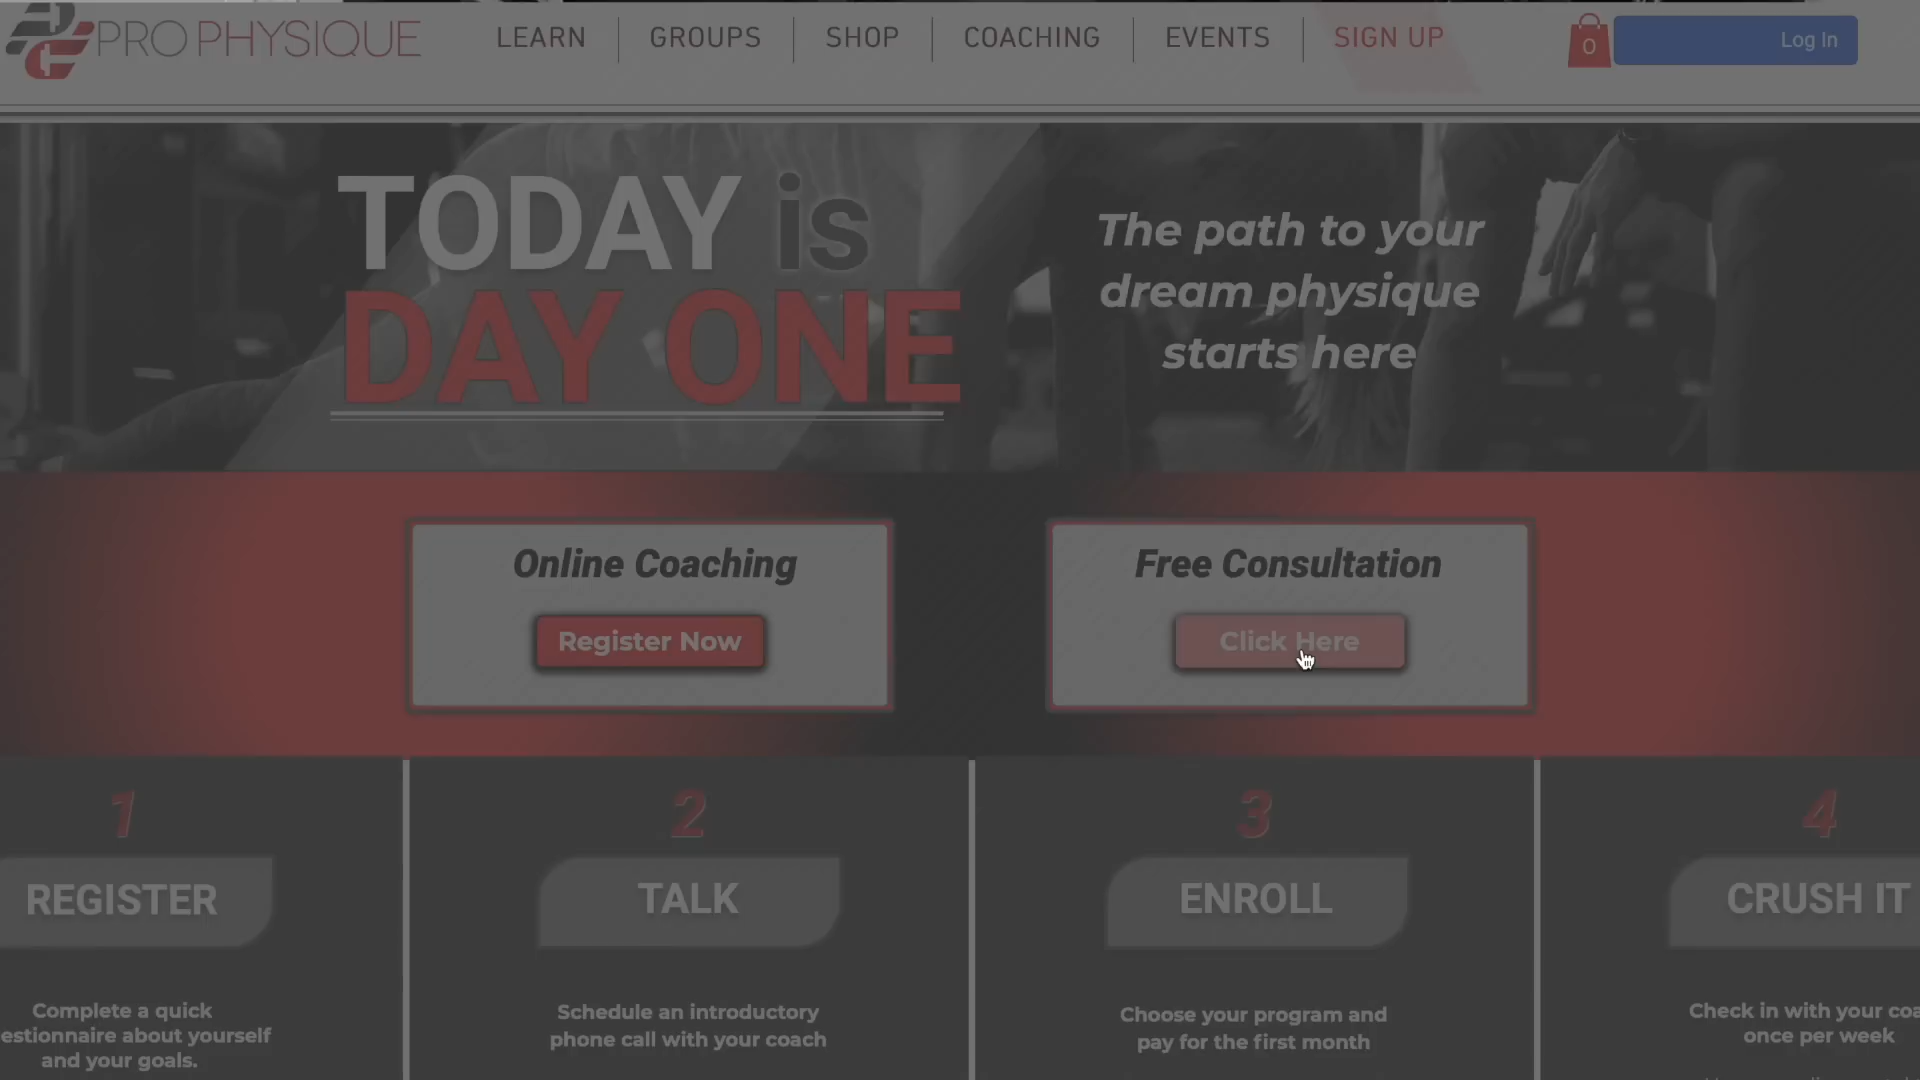 PRO PHYSIQUE
LEARN
GROUPS
SHOP
COACHING
EVENTS
SIGN UP
0
Log In
TODAY is
DAY ONE
The path to your
dream physique
starts here
Online Coaching
Register Now
Free Consultation
Click Here
1
REGISTER
Complete a quick
estionnaire about yourself
and your goals.
2
TALK
Schedule an introductory
phone call with your coach
3
ENROLL
Choose your program and
pay for the first month
4
CRUSH IT
Check in with your coa
once per week